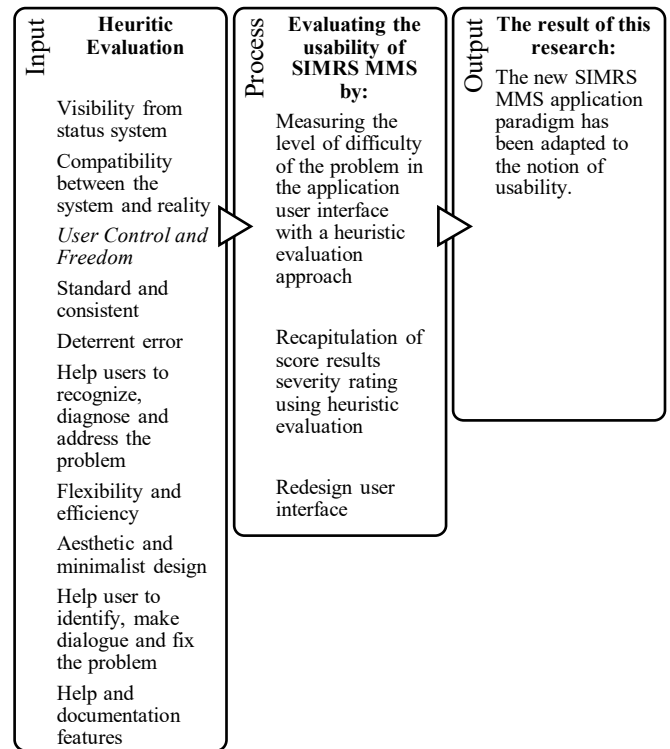 Input
Heuritic
Evaluation
Visibility from
status system
Compatibility
between the
system and reality
User Control and
Freedom
Standard and
consistent
Deterrent error
Help users to
recognize,
diagnose and
address the
problem
Flexibility and
efficiency
Aesthetic and
minimalist design
Help user to
identify, make
dialogue and fix
the problem
Help and
documentation
features
Process
Evaluating the
usability of
SIMRS MMS
by:
Measuring the
level of difficulty
of the problem in
the application
user interface
with a heuristic
evaluation
approach
Recapitulation of
score results
severity rating
using heuristic
evaluation
Redesign user
interface
Output
The result of this
research:
The new SIMRS
MMS application
paradigm has
been adapted to
the notion of
usability.